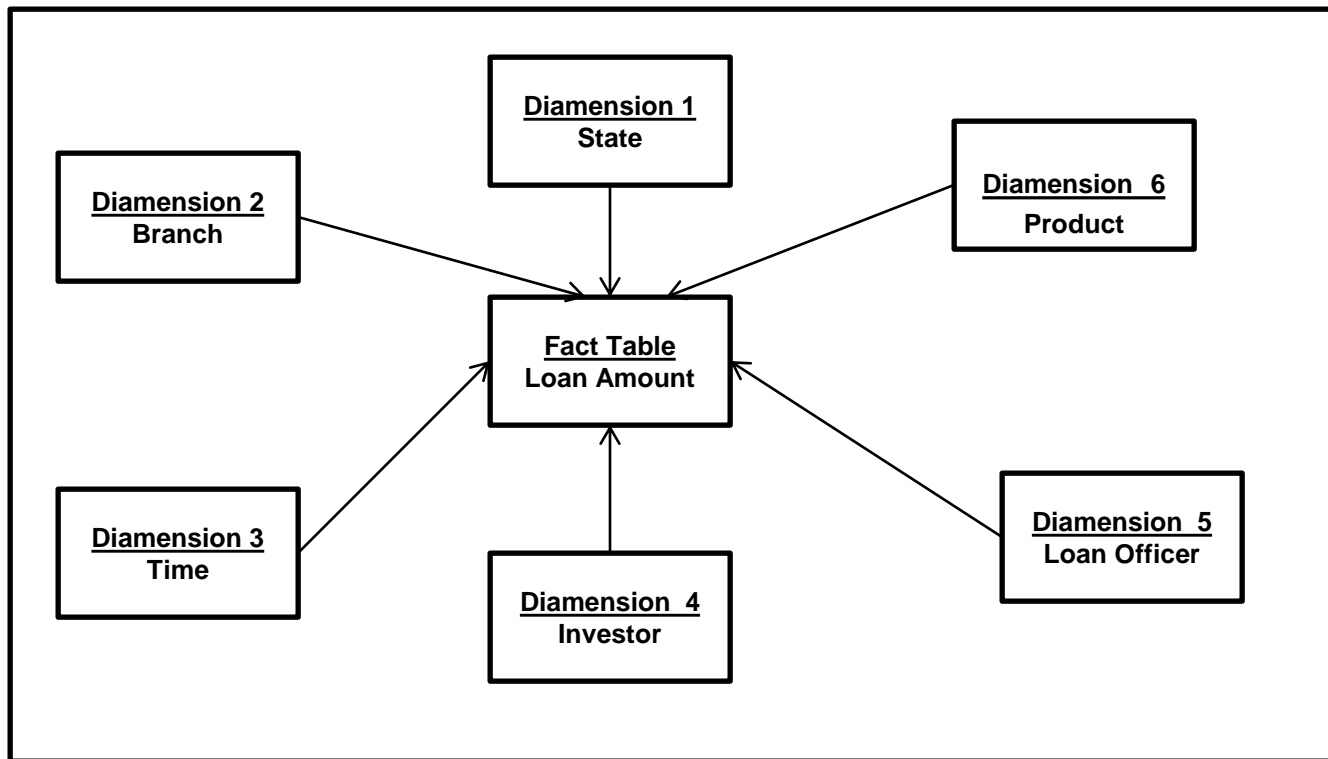 Diamension 1
State
Diamension 2
Branch
Diamension 6
Product
Fact Table
Loan Amount
Diamension 3
Time
Diamension 4
Investor
Diamension 5
Loan Officer